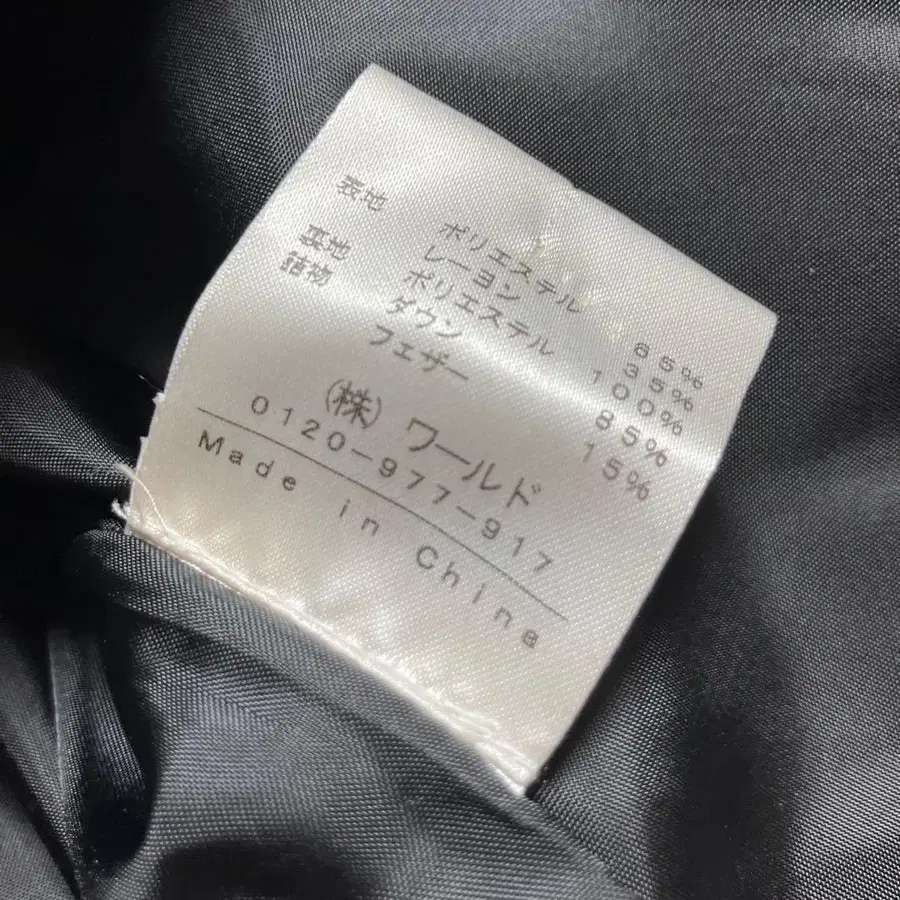 表地 ポリエステル 65%
レーヨン 35%
裏地 ポリエステル 100%
詰物 ダウン 85%
フェザー 15%
(株) ワールド
0120-977-917
Made in China